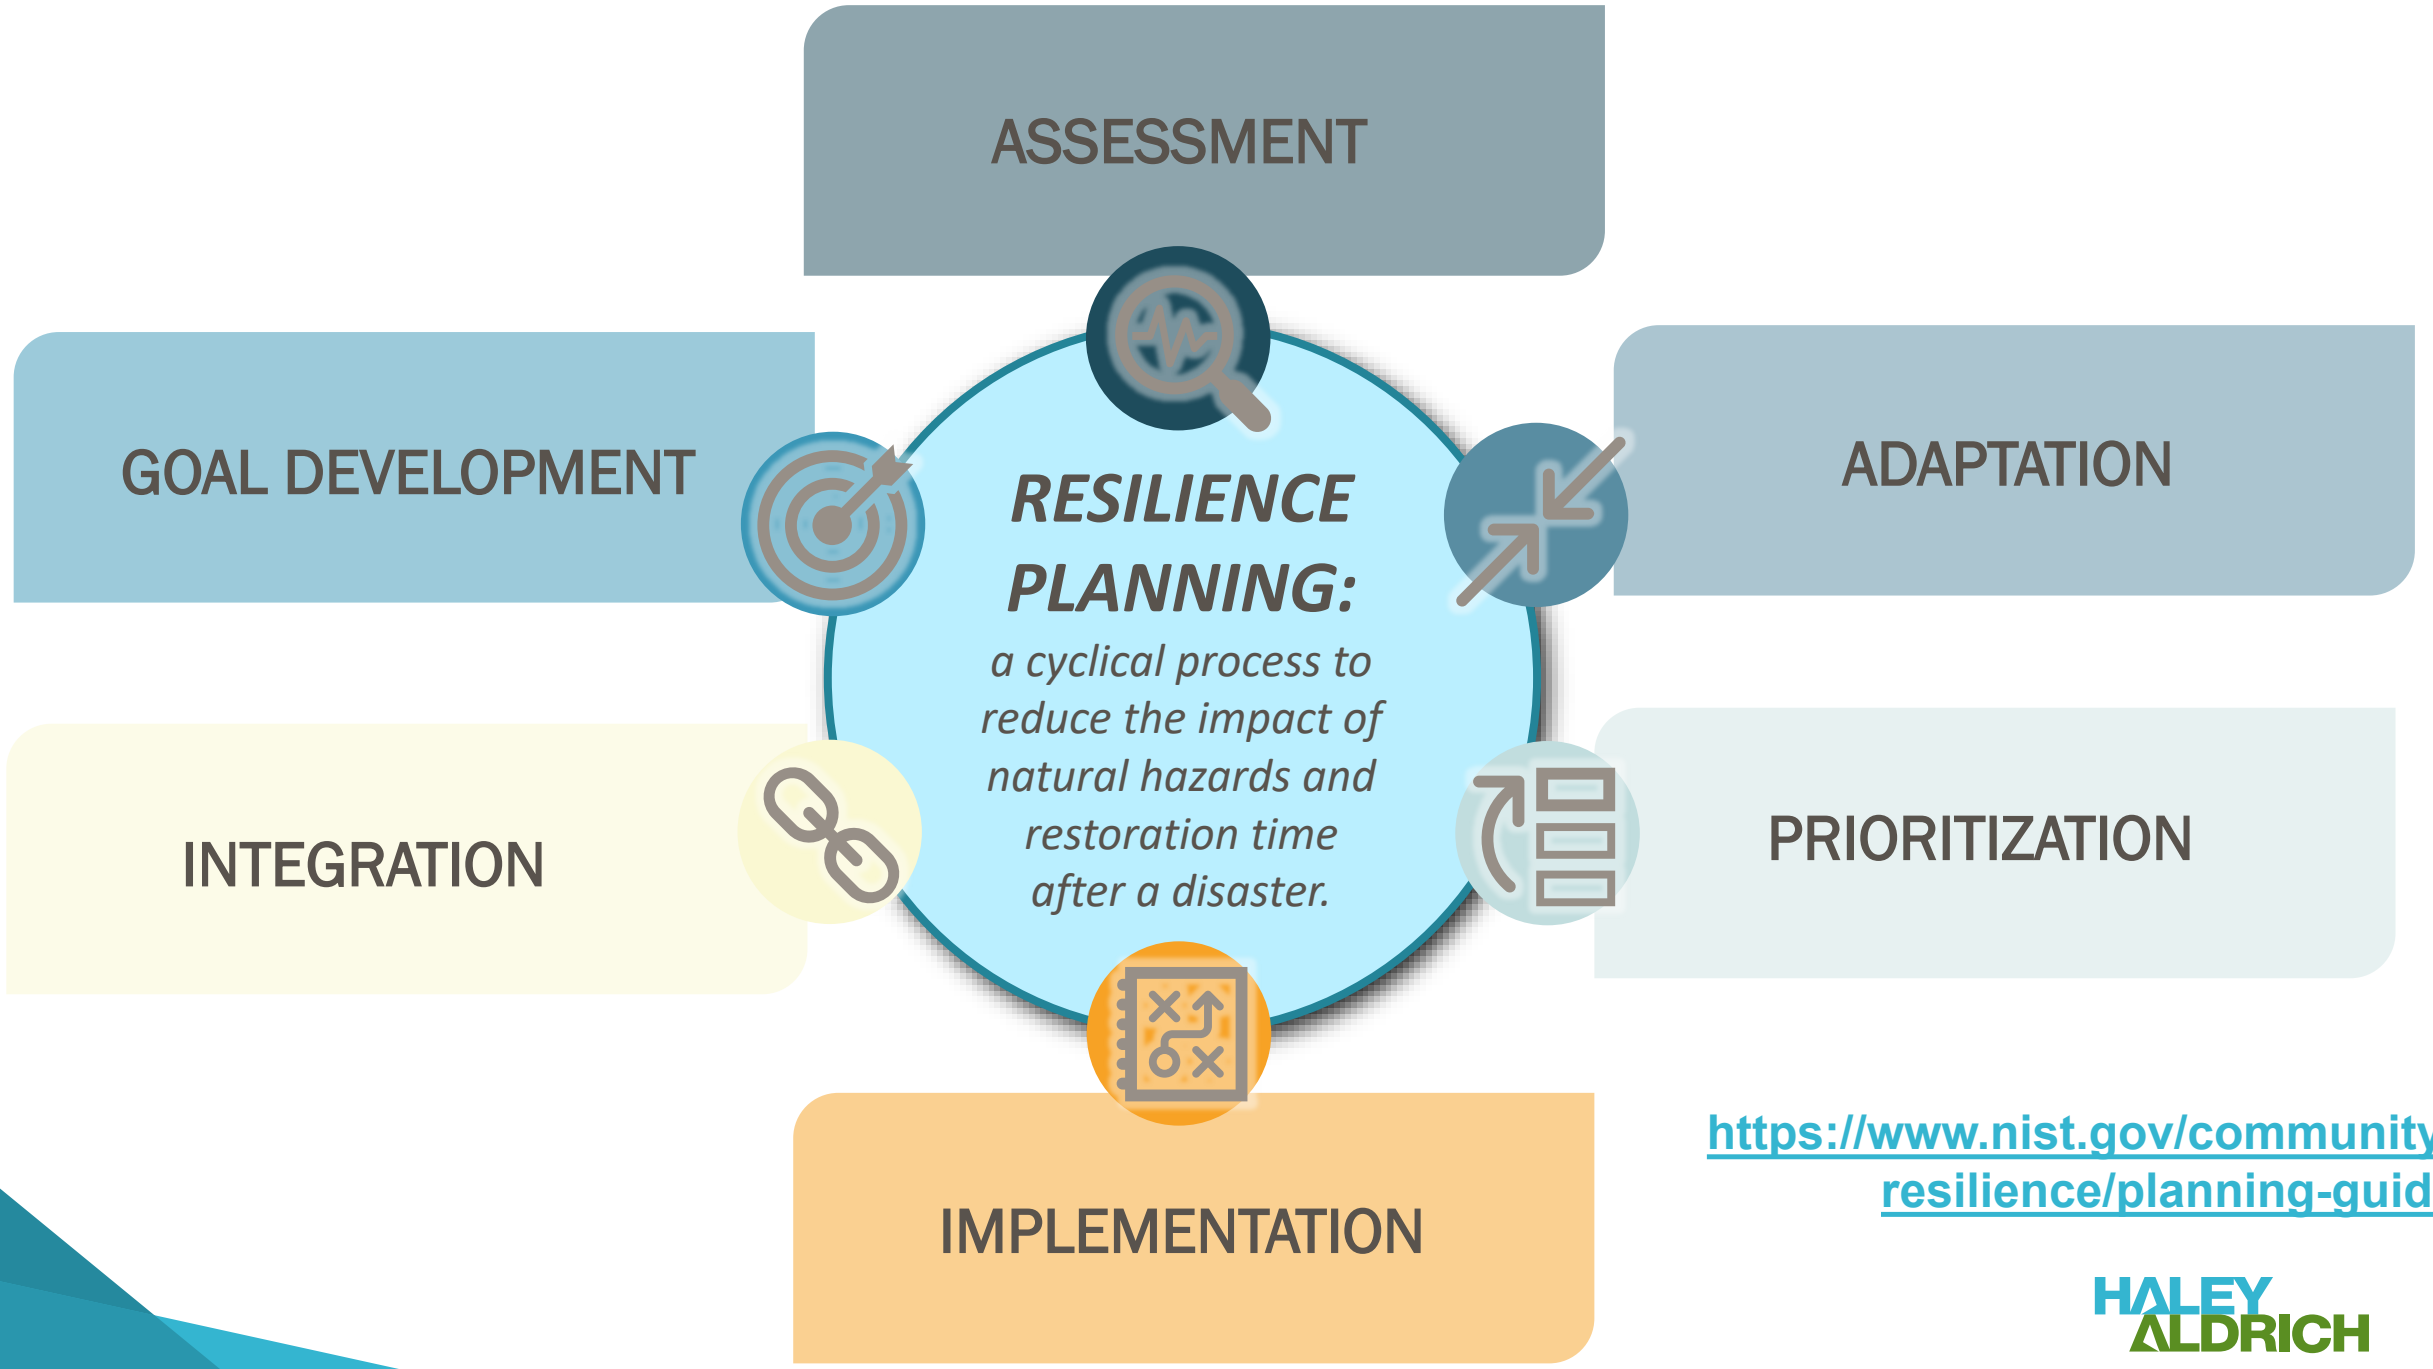 ASSESSMENT
GOAL DEVELOPMENT
ADAPTATION
RESILIENCE
PLANNING:
a cyclical process to
reduce the impact of
natural hazards and
restoration time
after a disaster.
INTEGRATION
PRIORITIZATION
IMPLEMENTATION
https://www.nist.gov/community
resilience/planning-guid
HALEY
ALDRICH